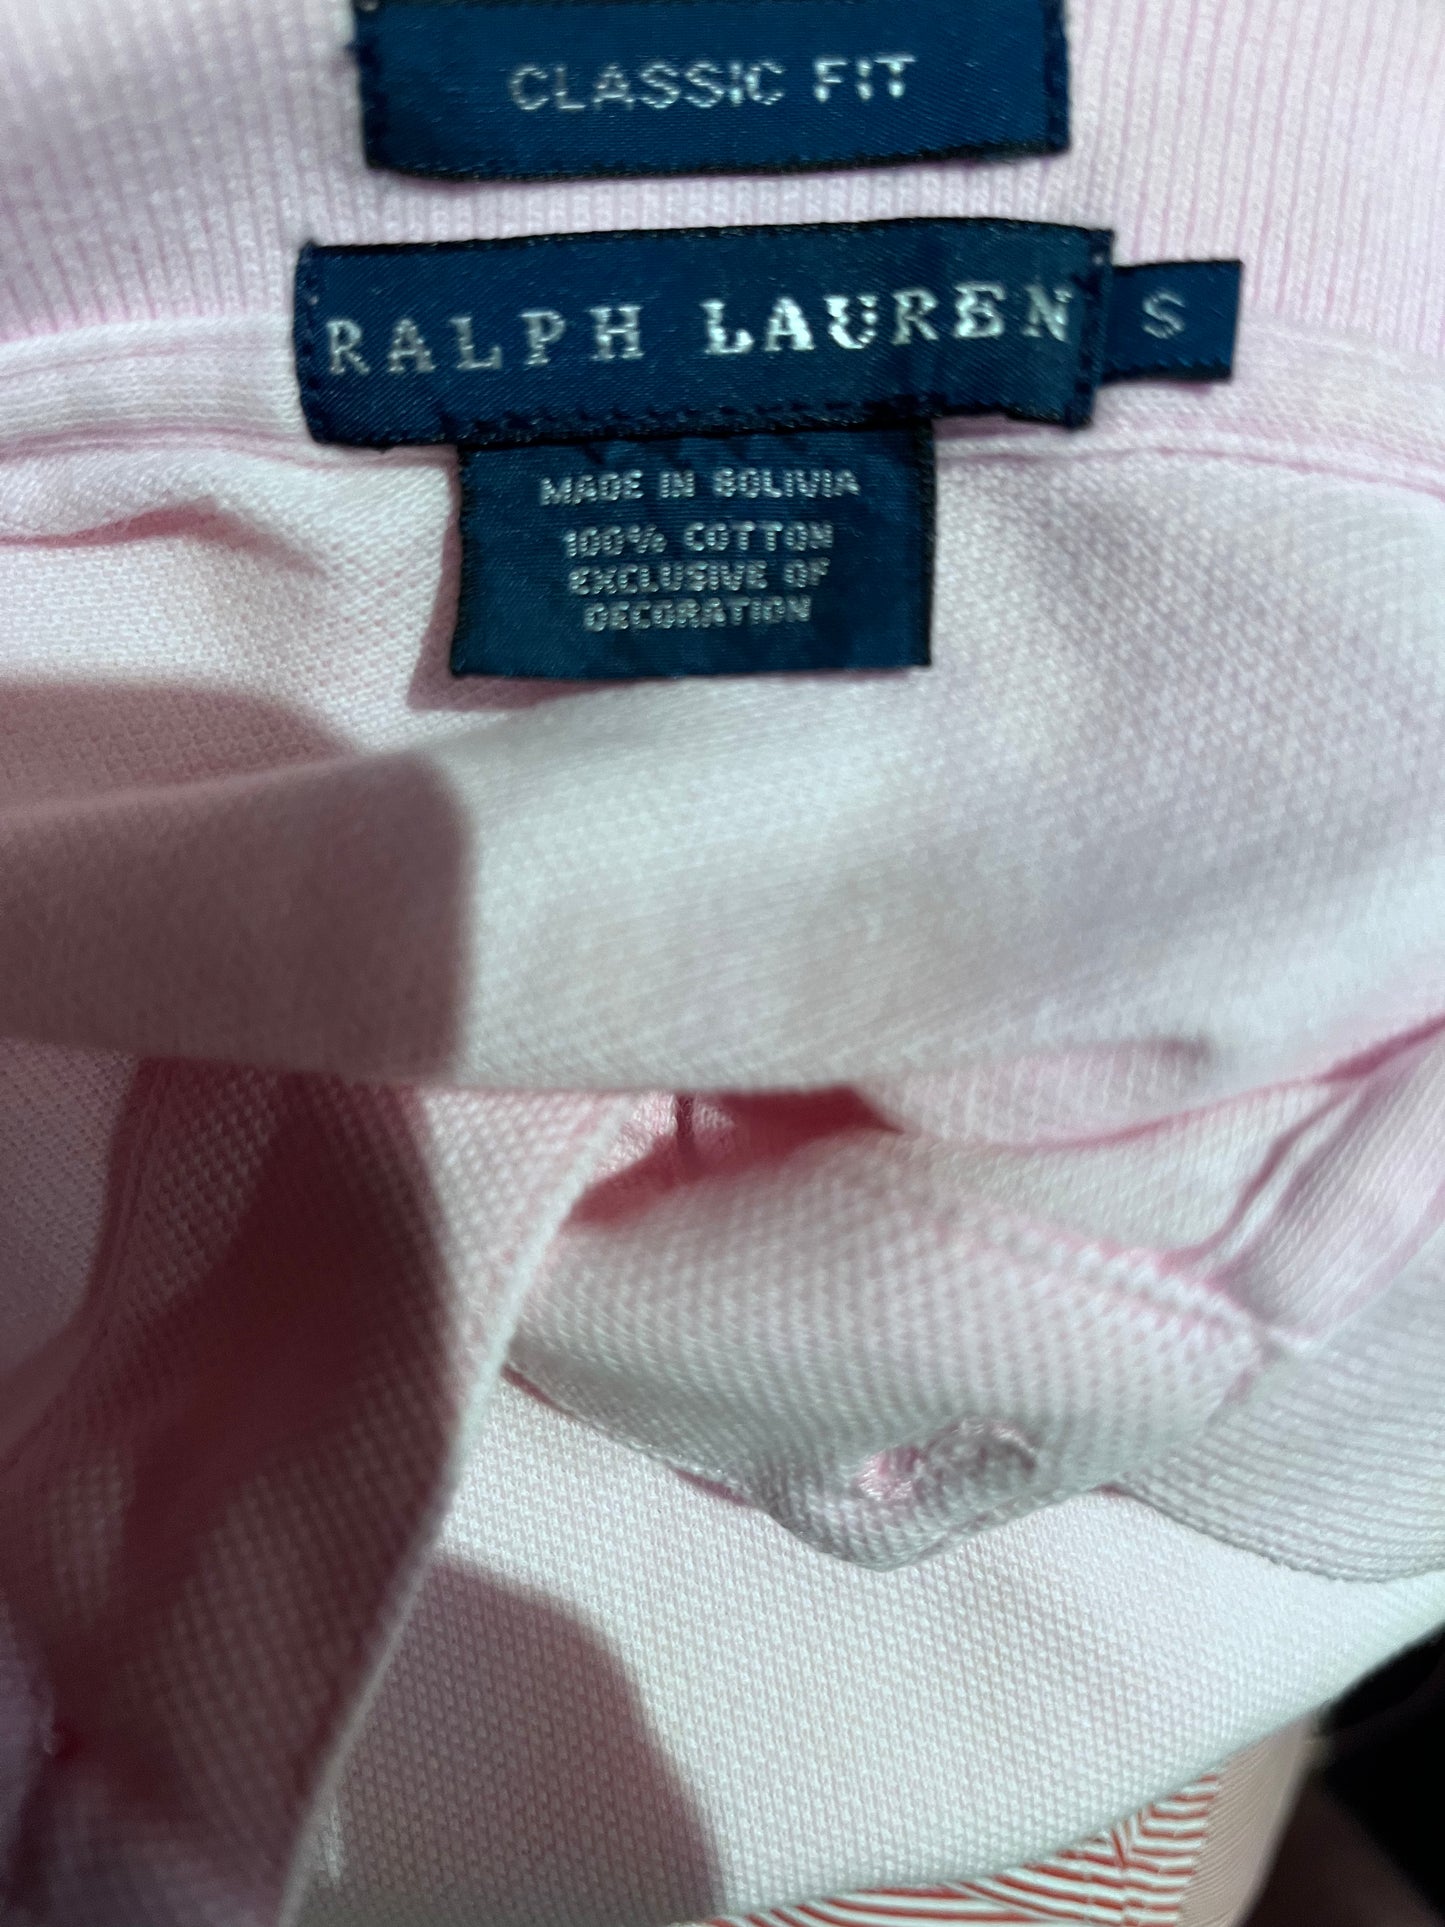 CLASSIC FIT
RALPH LAUREN S
MADE IN BOLIVIA
100% COTTON
EXCLUSIVE OF
DECORATION